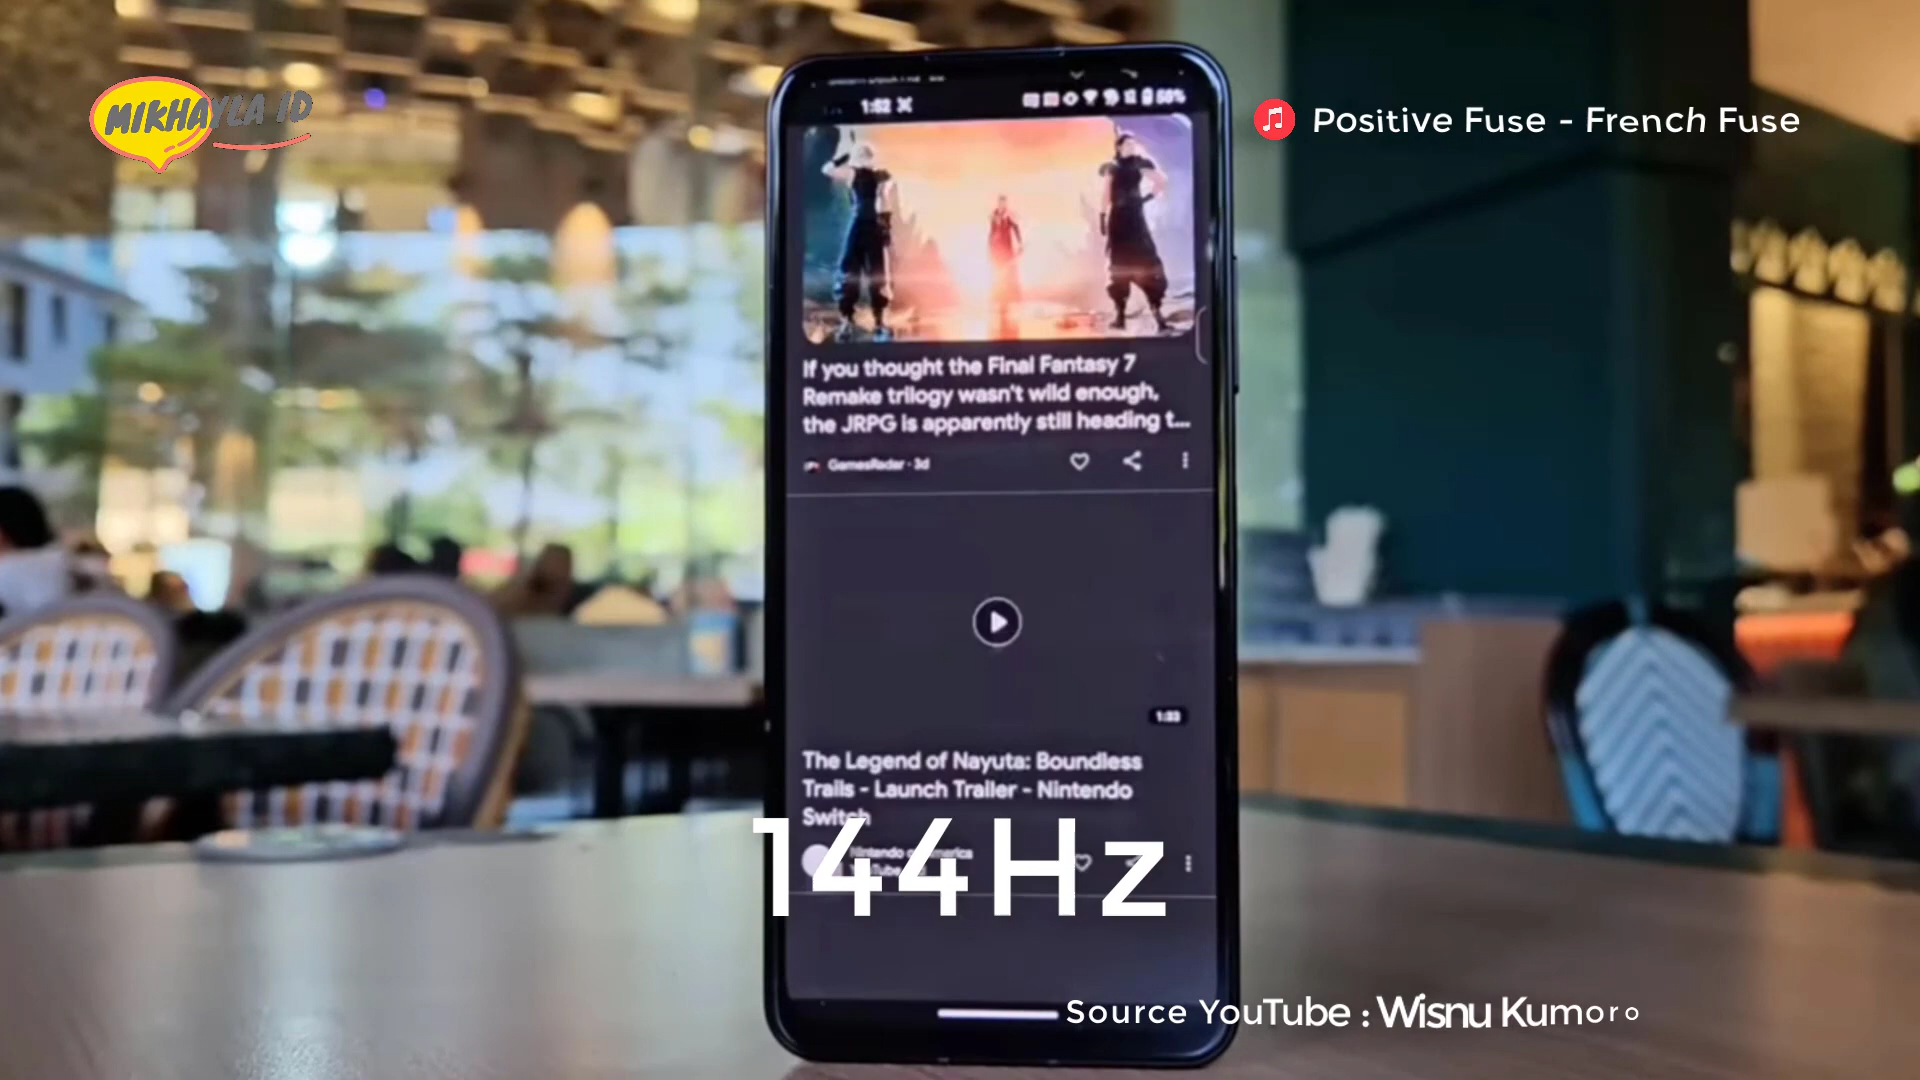 MIKHAYLA ID
Positive Fuse - French Fuse
1:52
55%
If you thought the Final Fantasy 7
Remake trilogy wasn't wild enough,
the JRPG is apparently still heading t...
GamesRadar · 3d
1:33
The Legend of Nayuta: Boundless
Trails - Launch Trailer - Nintendo
Switch
144Hz
Source YouTube : Wisnu Kumoro